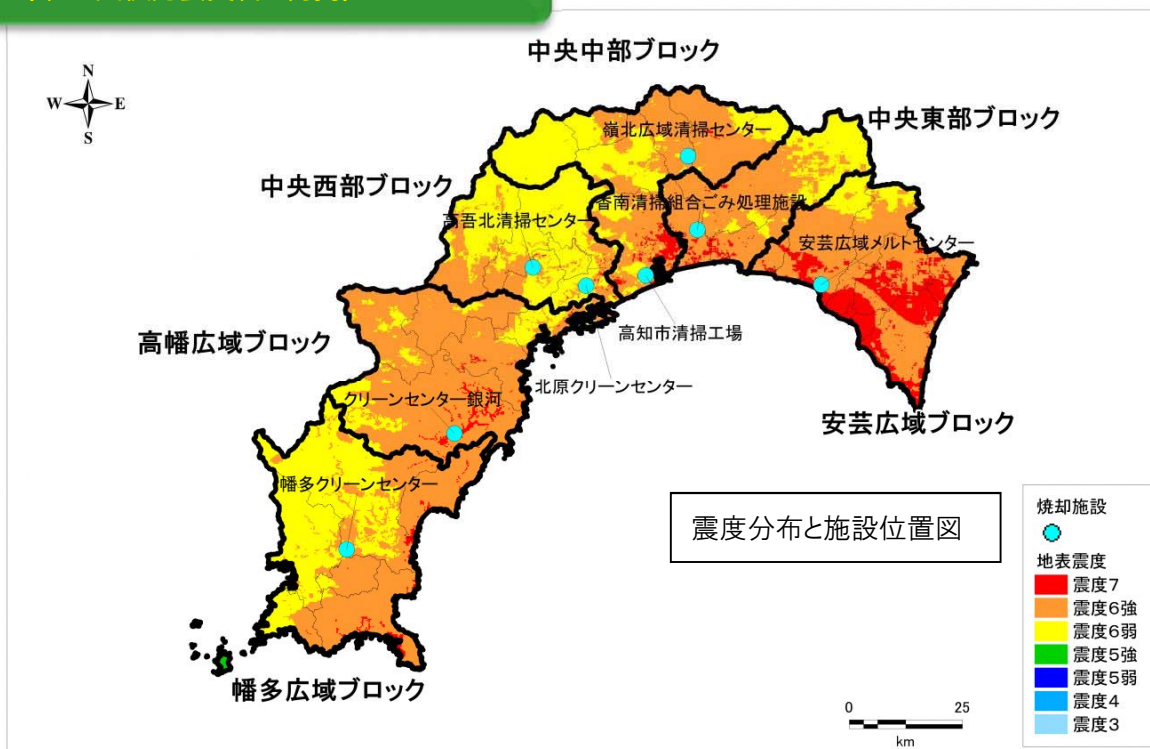 中央中部ブロック
N
W
E
S
嶺北広域清掃センター
中央東部ブロック
中央西部ブロック
香南清掃組合ごみ処理施設
高吾北清掃センター
安芸広域メルトセンター
高幡広域ブロック
高知市清掃工場
北原クリーンセンター
クリーンセンター銀河
安芸広域ブロック
幡多クリーンセンター
震度分布と施設位置図
焼却施設
地表震度
震度7
震度6強
震度6弱
震度5強
震度5弱
震度4
震度3
幡多広域ブロック
0 25
km